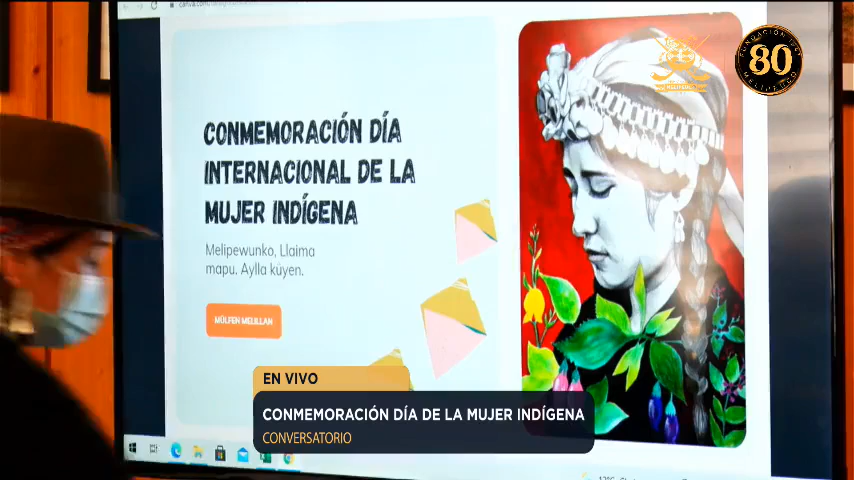 CONMEMORACIÓN DÍA
INTERNACIONAL DE LA
MUJER INDÍGENA
Melipewunko, Llaima
mapu. Aylla küyen.
MÜLFEN MELILLAN
EN VIVO
CONMEMORACIÓN DÍA DE LA MUJER INDÍGENA
CONVERSATORIO
80
MELIPEUCO